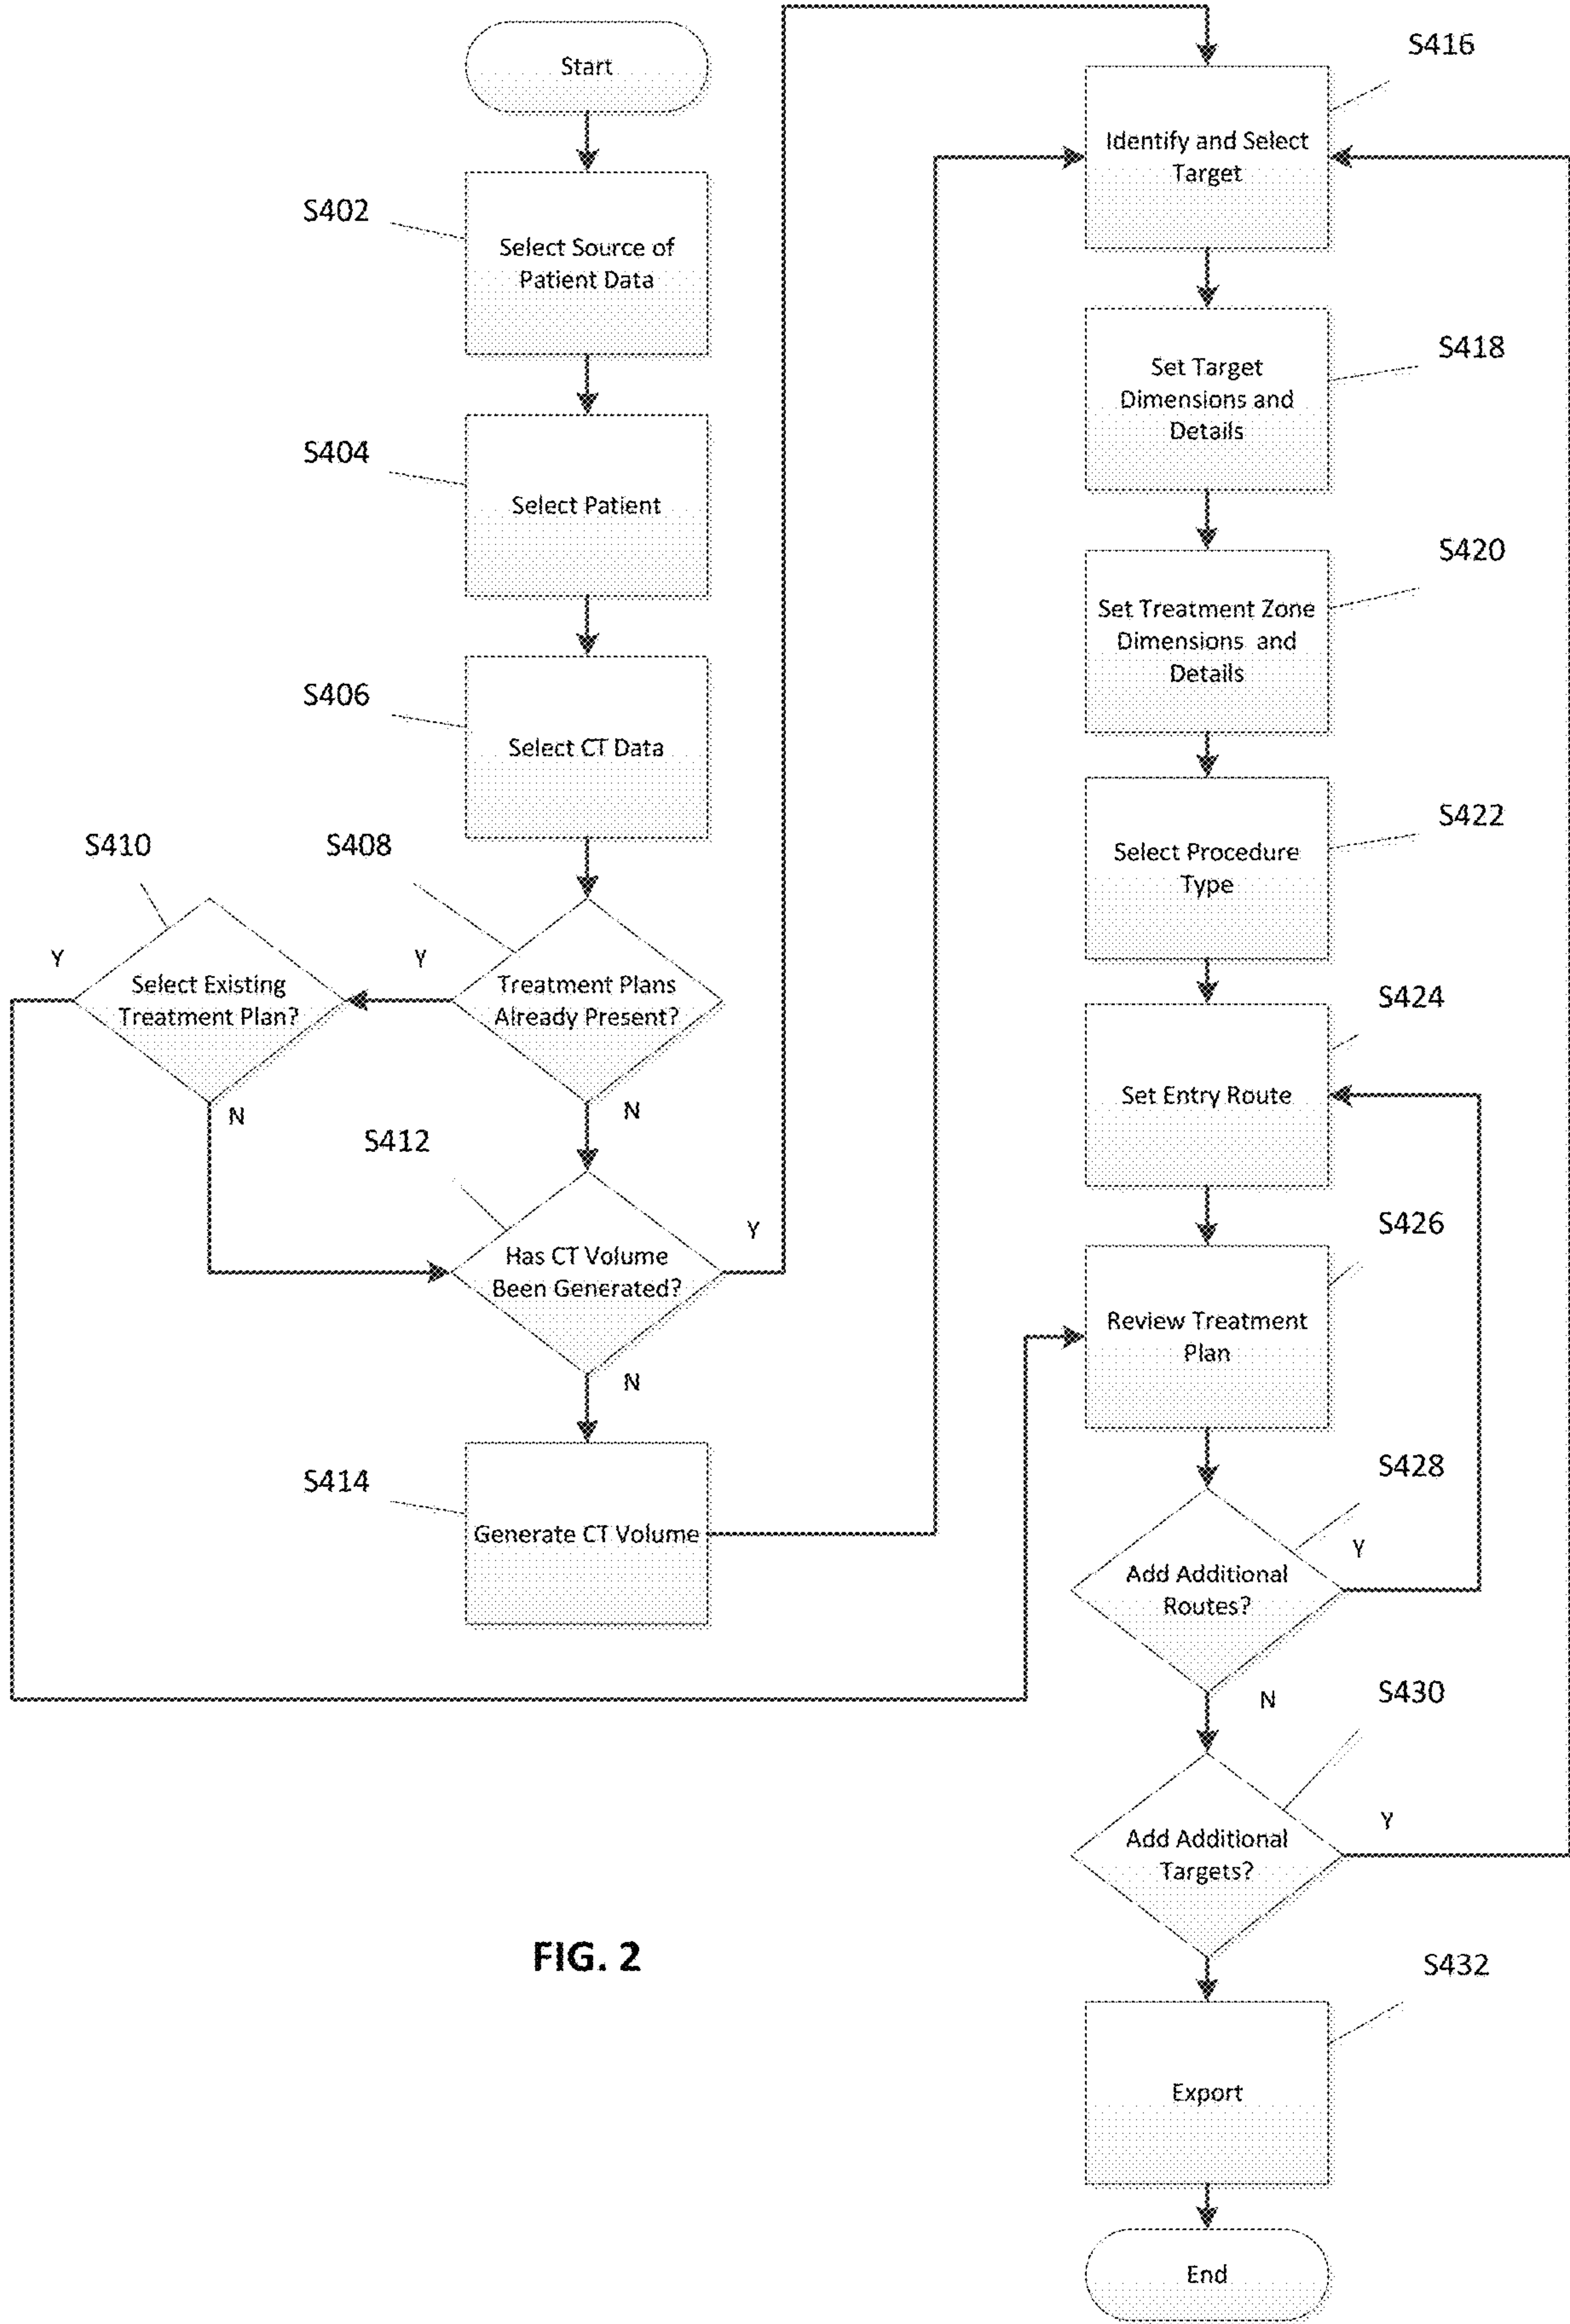 Start
S402
Select Source of
Patient Data
S404
Select Patient
S406
Select CT Data
S410
S408
Y
Select Existing
Treatment Plan?
Y
Treatment Plans
Already Present?
N
N
S412
Has CT Volume
Been Generated?
Y
N
S414
Generate CT Volume
S416
Identify and Select
Target
S418
Set Target
Dimensions and
Details
S420
Set Treatment Zone
Dimensions and
Details
S422
Select Procedure
Type
S424
Set Entry Route
S426
Review Treatment
Plan
S428
Add Additional
Routes?
Y
N
S430
Add Additional
Targets?
Y
S432
Export
End
FIG. 2